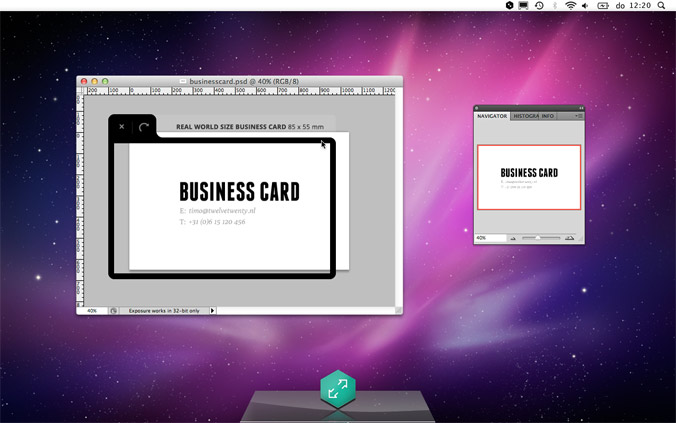 do 12:20
businesscard.psd @ 40% (RGB/8)
200 100 0 100 200 300 400 500 600 700 800 900 1000 1100 1200
REAL WORLD SIZE BUSINESS CARD 85 x 55 mm
BUSINESS CARD
E: timo@twelvetwenty.nl
T: +31 (0)6 15 120 456
40%
Exposure works in 32-bit only
NAVIGATOR
HISTOGRA
INFO
BUSINESS CARD
40%